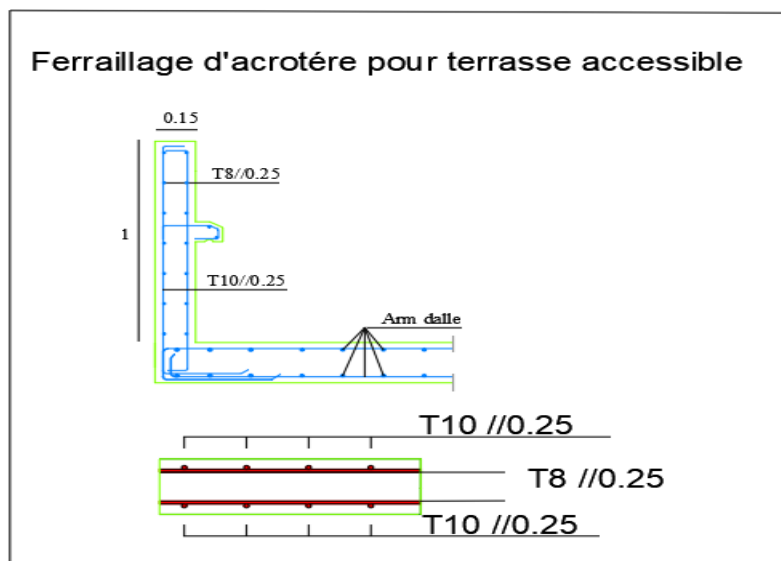 Ferraillage d'acrotére pour terrasse accessible
0.15
T8//0.25
1
T10//0.25
Arm dalle
T10 //0.25
T8 //0.25
T10 //0.25